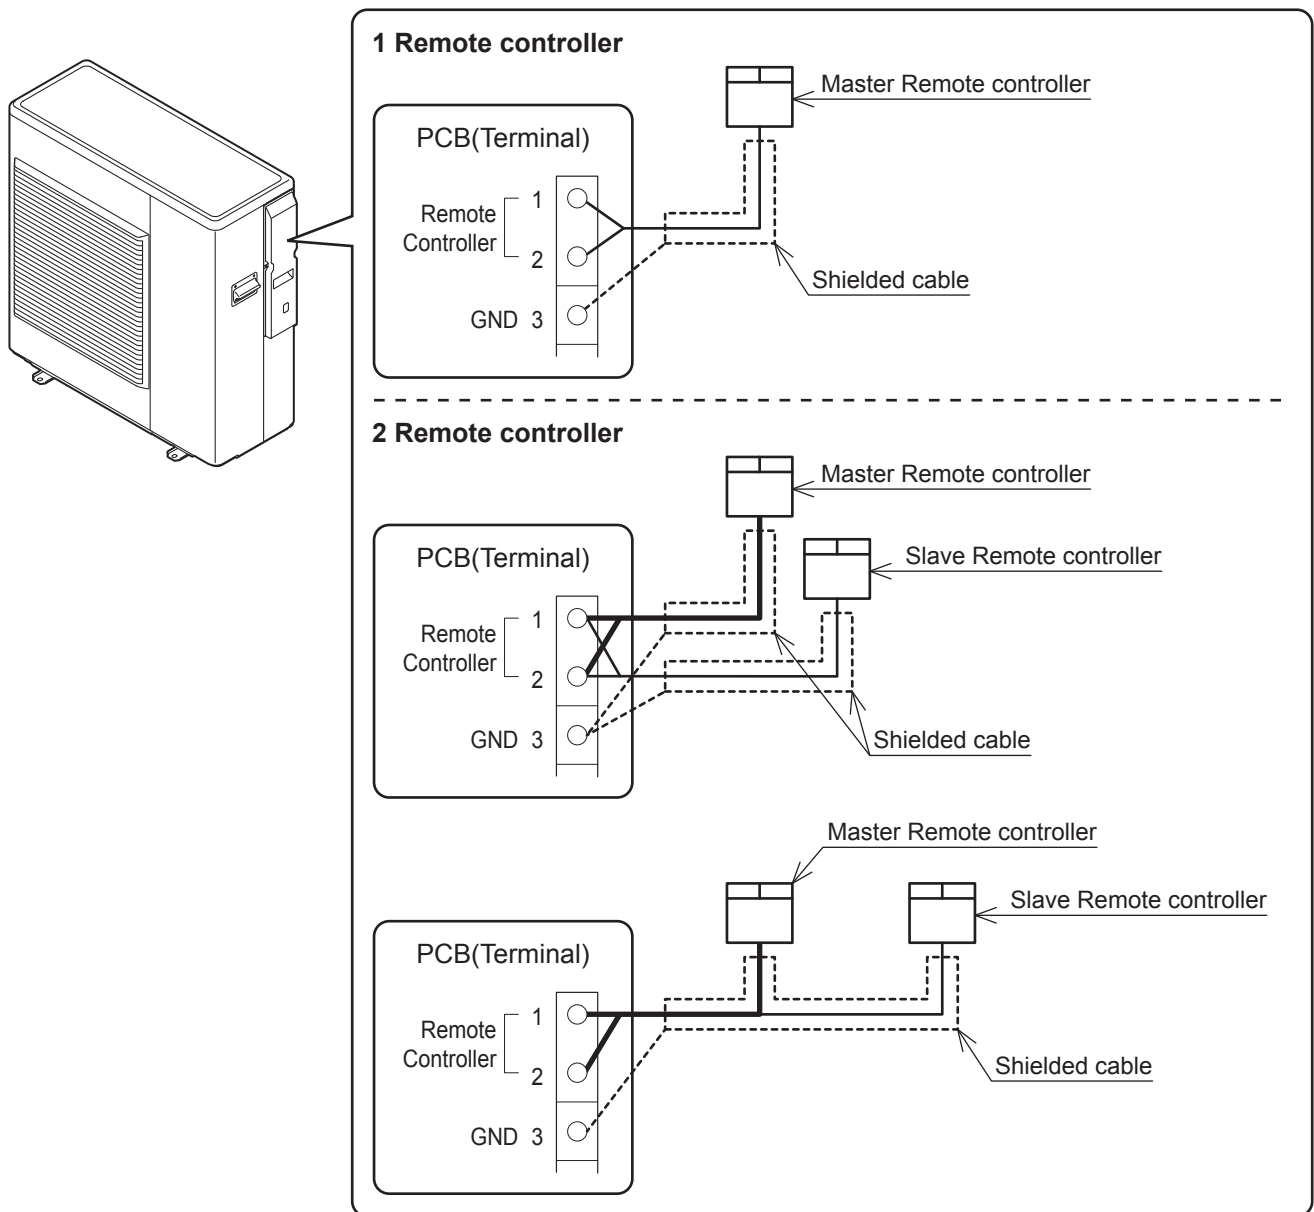 1 Remote controller
Master Remote controller
PCB(Terminal)
Remote
Controller
1
2
GND 3
Shielded cable
2 Remote controller
Master Remote controller
Slave Remote controller
PCB(Terminal)
Remote
Controller
1
2
GND 3
Shielded cable
Master Remote controller
Slave Remote controller
PCB(Terminal)
Remote
Controller
1
2
GND 3
Shielded cable